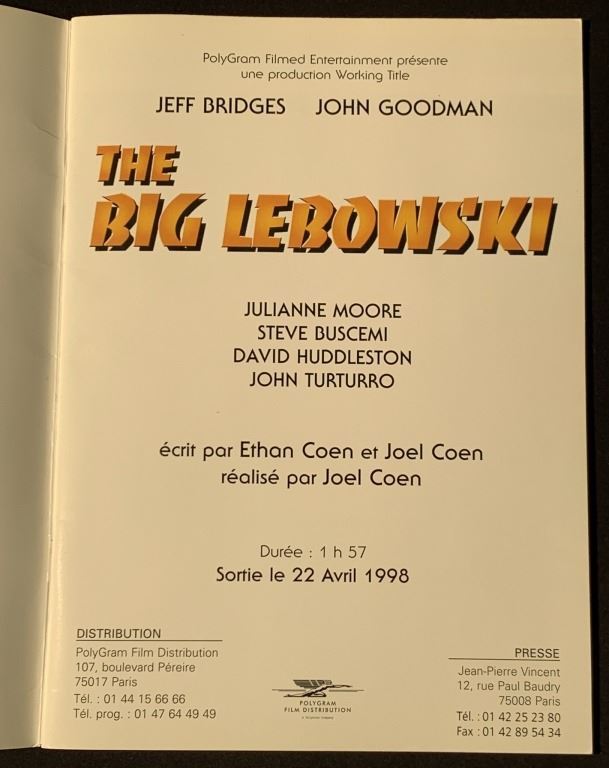 PolyGram Filmed Entertainment présente
une production Working Title
JEFF BRIDGES JOHN GOODMAN
THE
BIG LEBOWSKI
JULIANNE MOORE
STEVE BUSCEMI
DAVID HUDDLESTON
JOHN TURTURRO
écrit par Ethan Coen et Joel Coen
réalisé par Joel Coen
Durée : 1 h 57
Sortie le 22 Avril 1998
DISTRIBUTION
PolyGram Film Distribution
107, boulevard Péreire
75017 Paris
Tél. : 01 44 15 66 66
Tél. prog. : 01 47 64 49 49
POLYGRAM
FILM DISTRIBUTION
PRESSE
Jean-Pierre Vincent
12, rue Paul Baudry
75008 Paris
Tél. : 01 42 25 23 80
Fax : 01 42 89 54 34